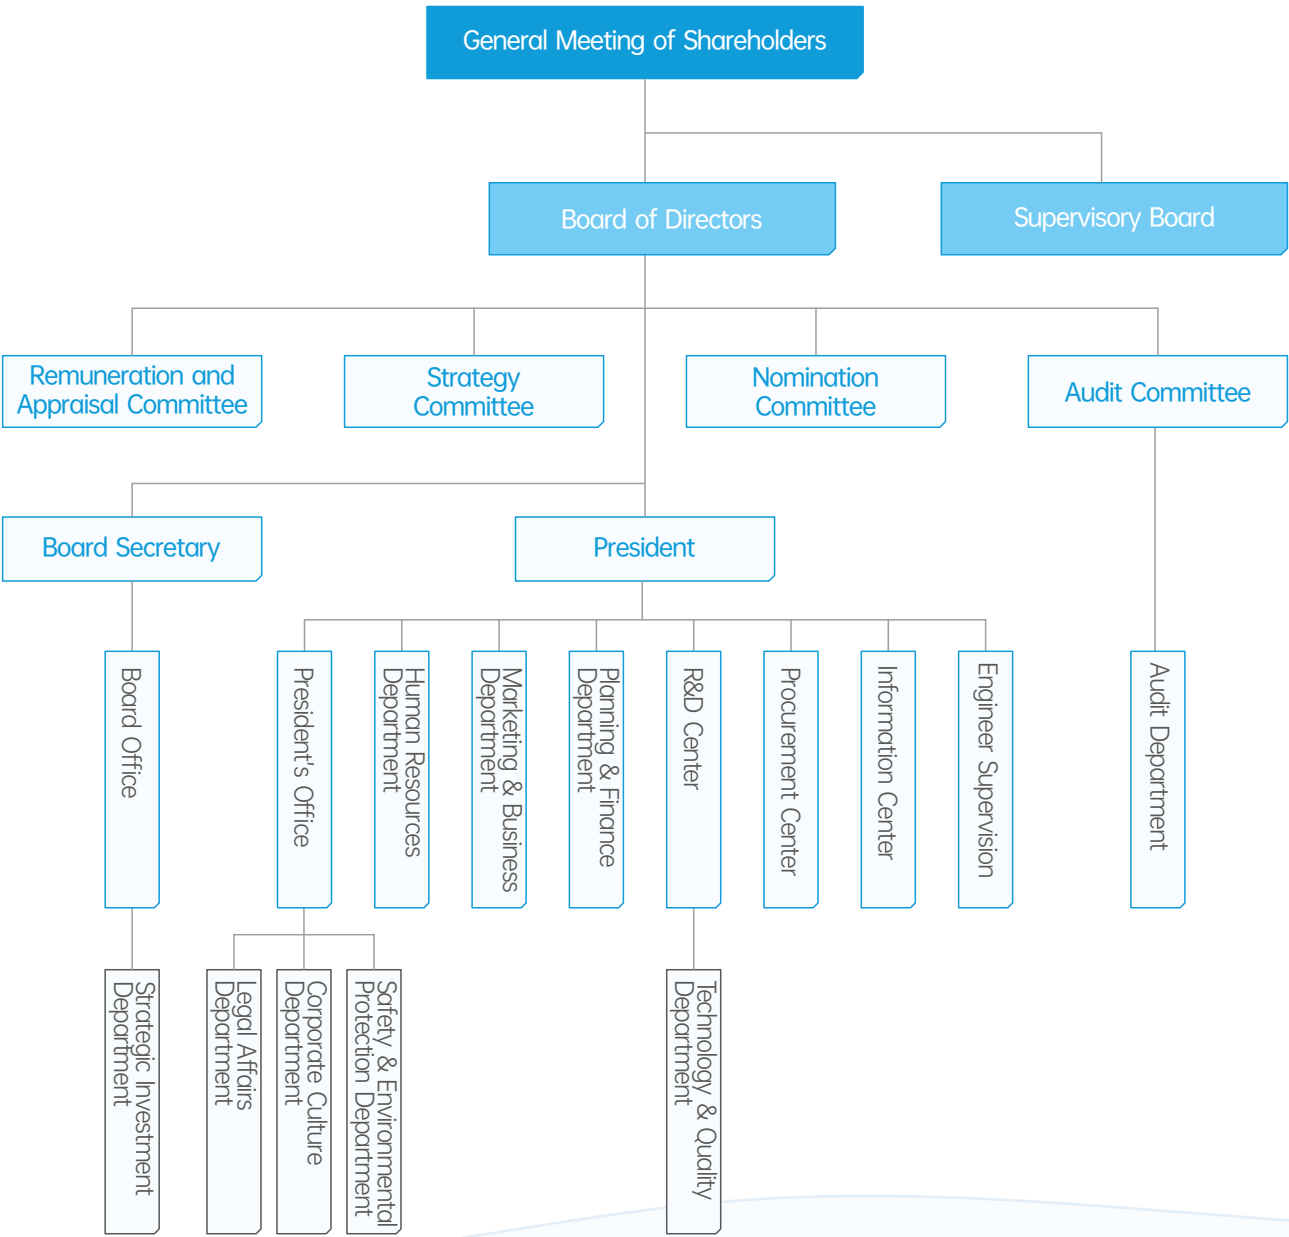 General Meeting of Shareholders
Board of Directors
Supervisory Board
Remuneration and
Appraisal Committee
Strategy
Committee
Nomination
Committee
Audit Committee
Board Secretary
President
Board Office
President's Office
Human Resources
Department
Marketing & Business
Department
Planning & Finance
Department
R&D Center
Procurement Center
Information Center
Engineer Supervision
Audit Department
Strategic Investment
Department
Legal Affairs
Department
Corporate Culture
Department
Safety & Environmental
Protection Department
Technology & Quality
Department